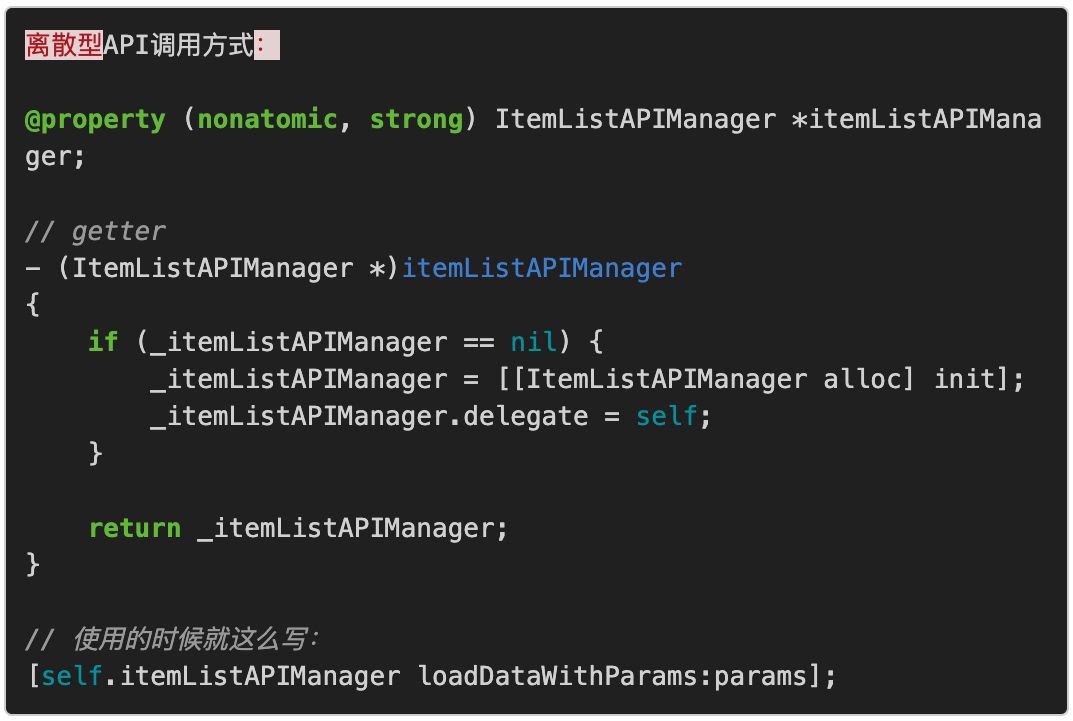 离散型API调用方式：
@property (nonatomic, strong) ItemListAPIManager *itemListAPIMana
ger;
// getter
- (ItemListAPIManager *)itemListAPIManager
{
    if (_itemListAPIManager == nil) {
        _itemListAPIManager = [[ItemListAPIManager alloc] init];
        _itemListAPIManager.delegate = self;
    }
    return _itemListAPIManager;
}
// 使用的时候就这么写：
[self.itemListAPIManager loadDataWithParams:params];